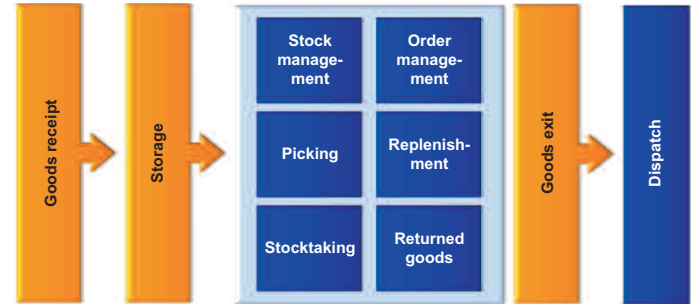 Goods receipt
Storage
Stock
manage-
ment
Order
manage-
ment
Picking
Replenish-
ment
Stocktaking
Returned
goods
Goods exit
Dispatch